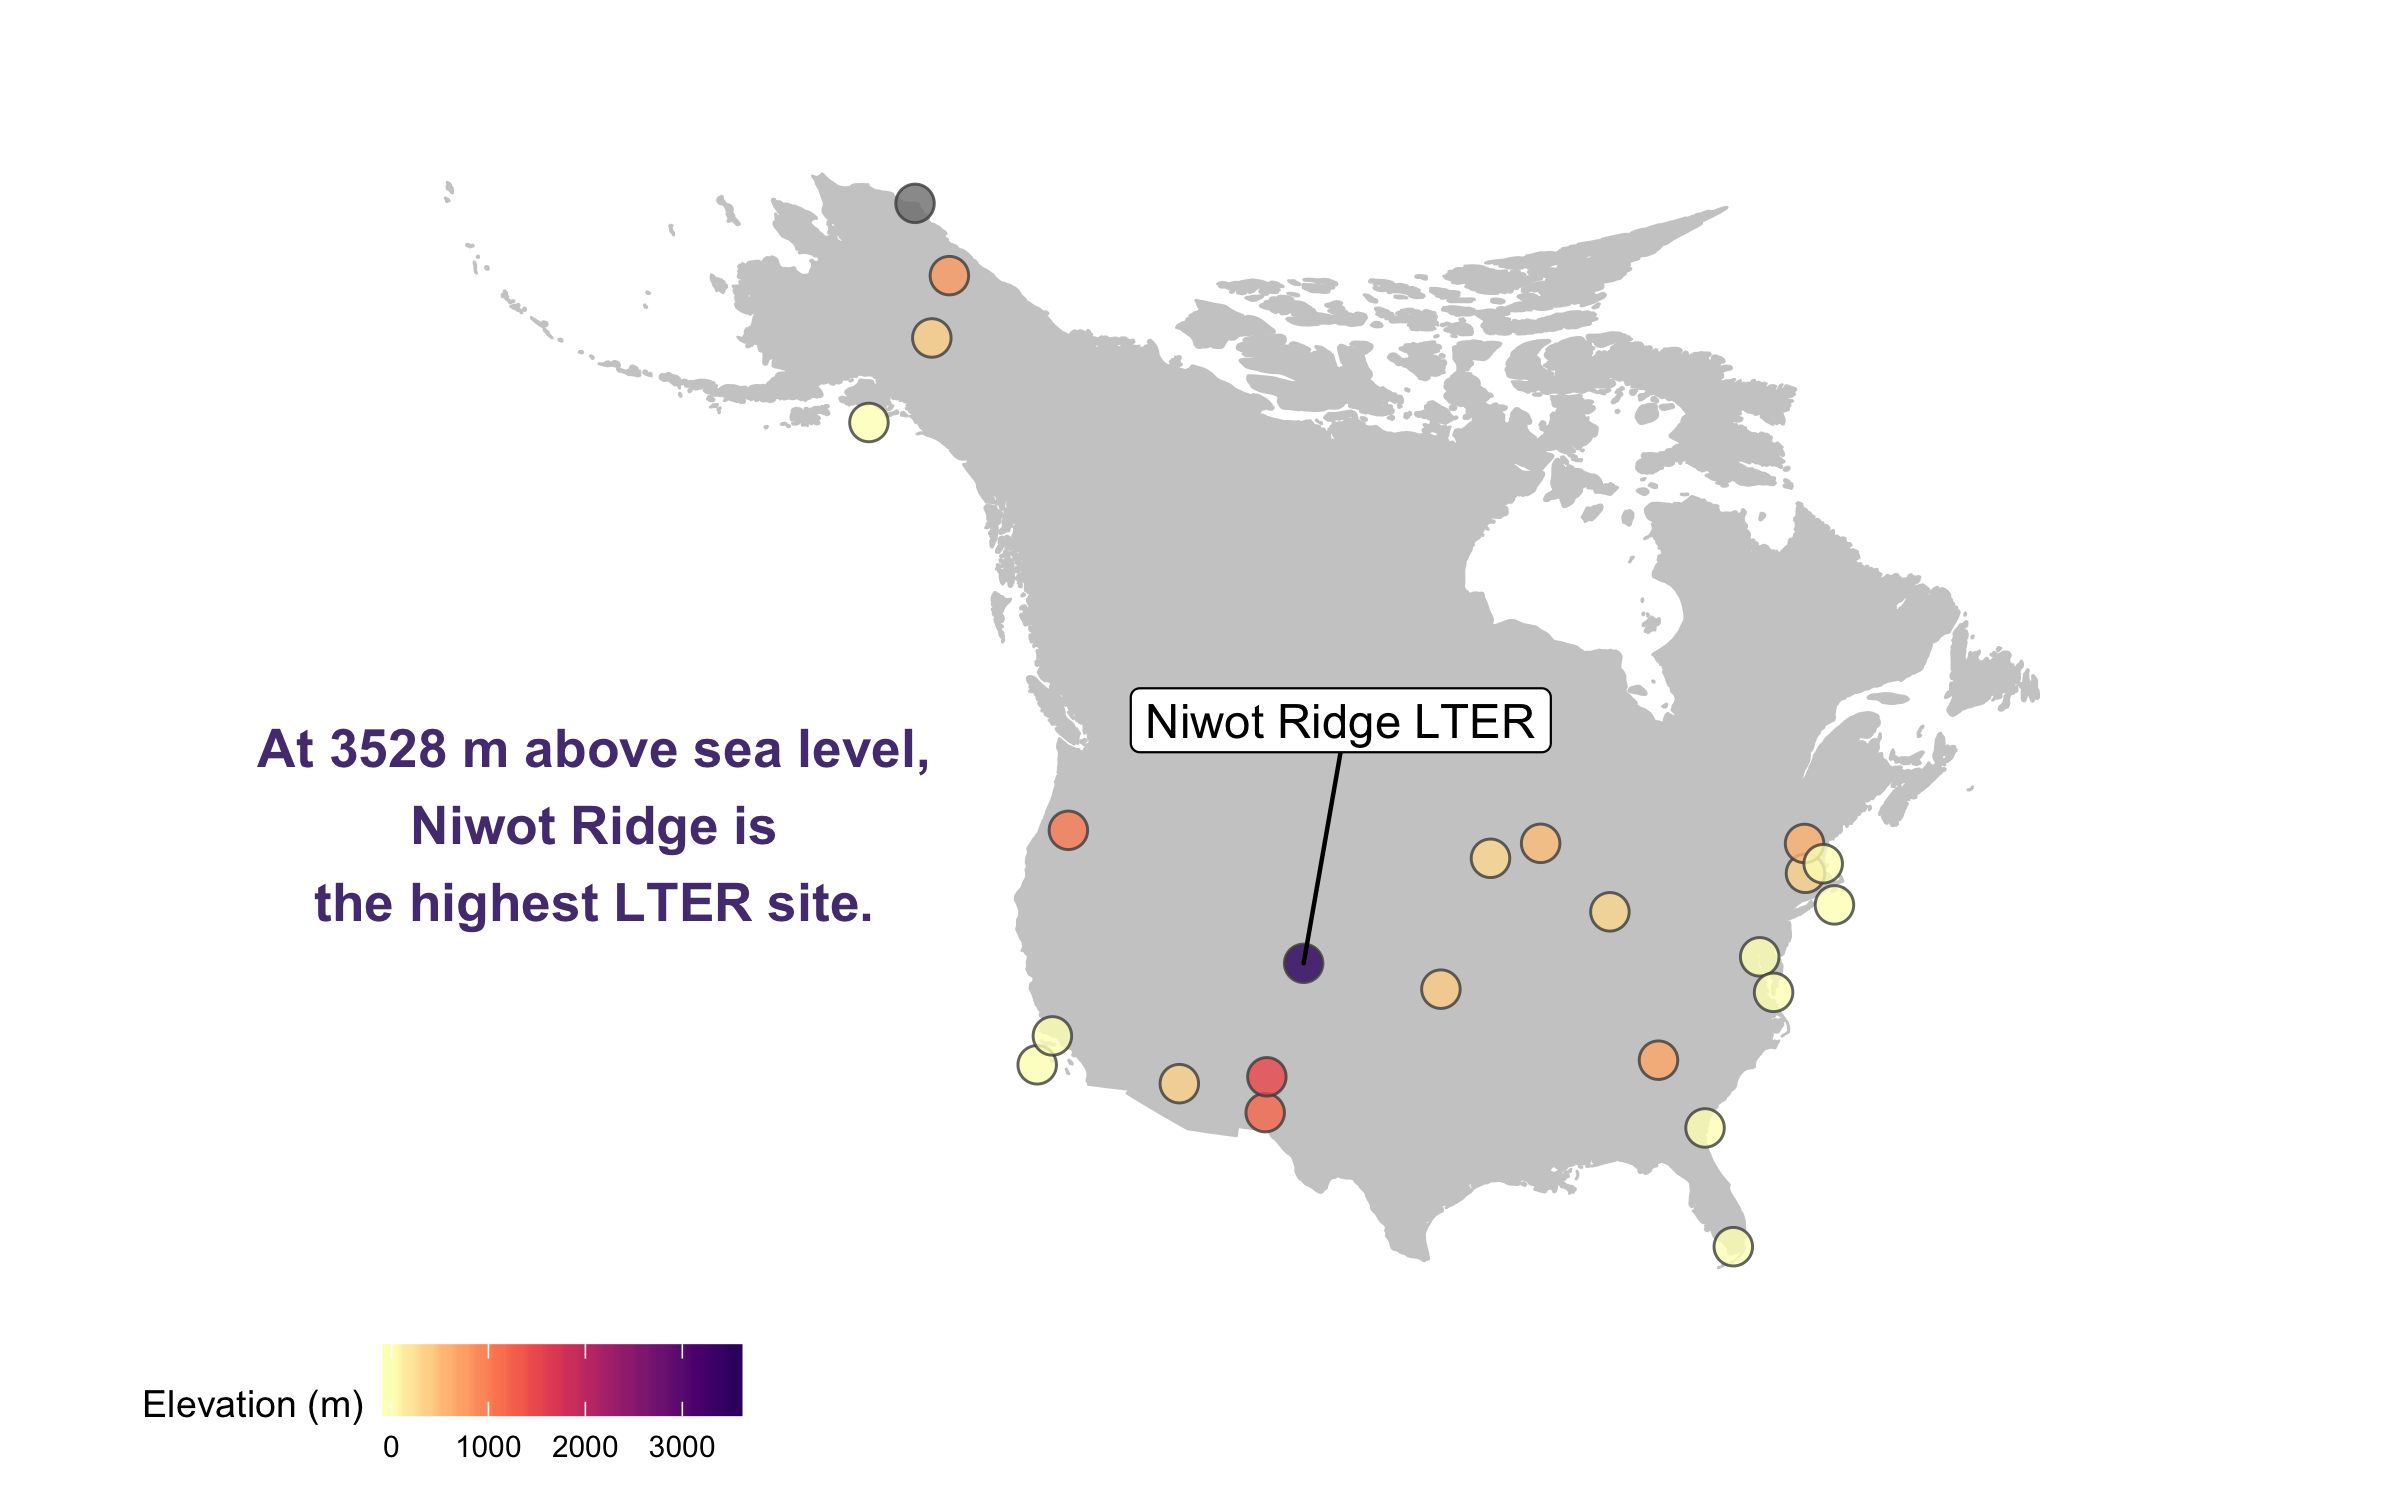 Niwot Ridge LTER
At 3528 m above sea level,
Niwot Ridge is
the highest LTER site.
Elevation (m)
0 1000 2000 3000